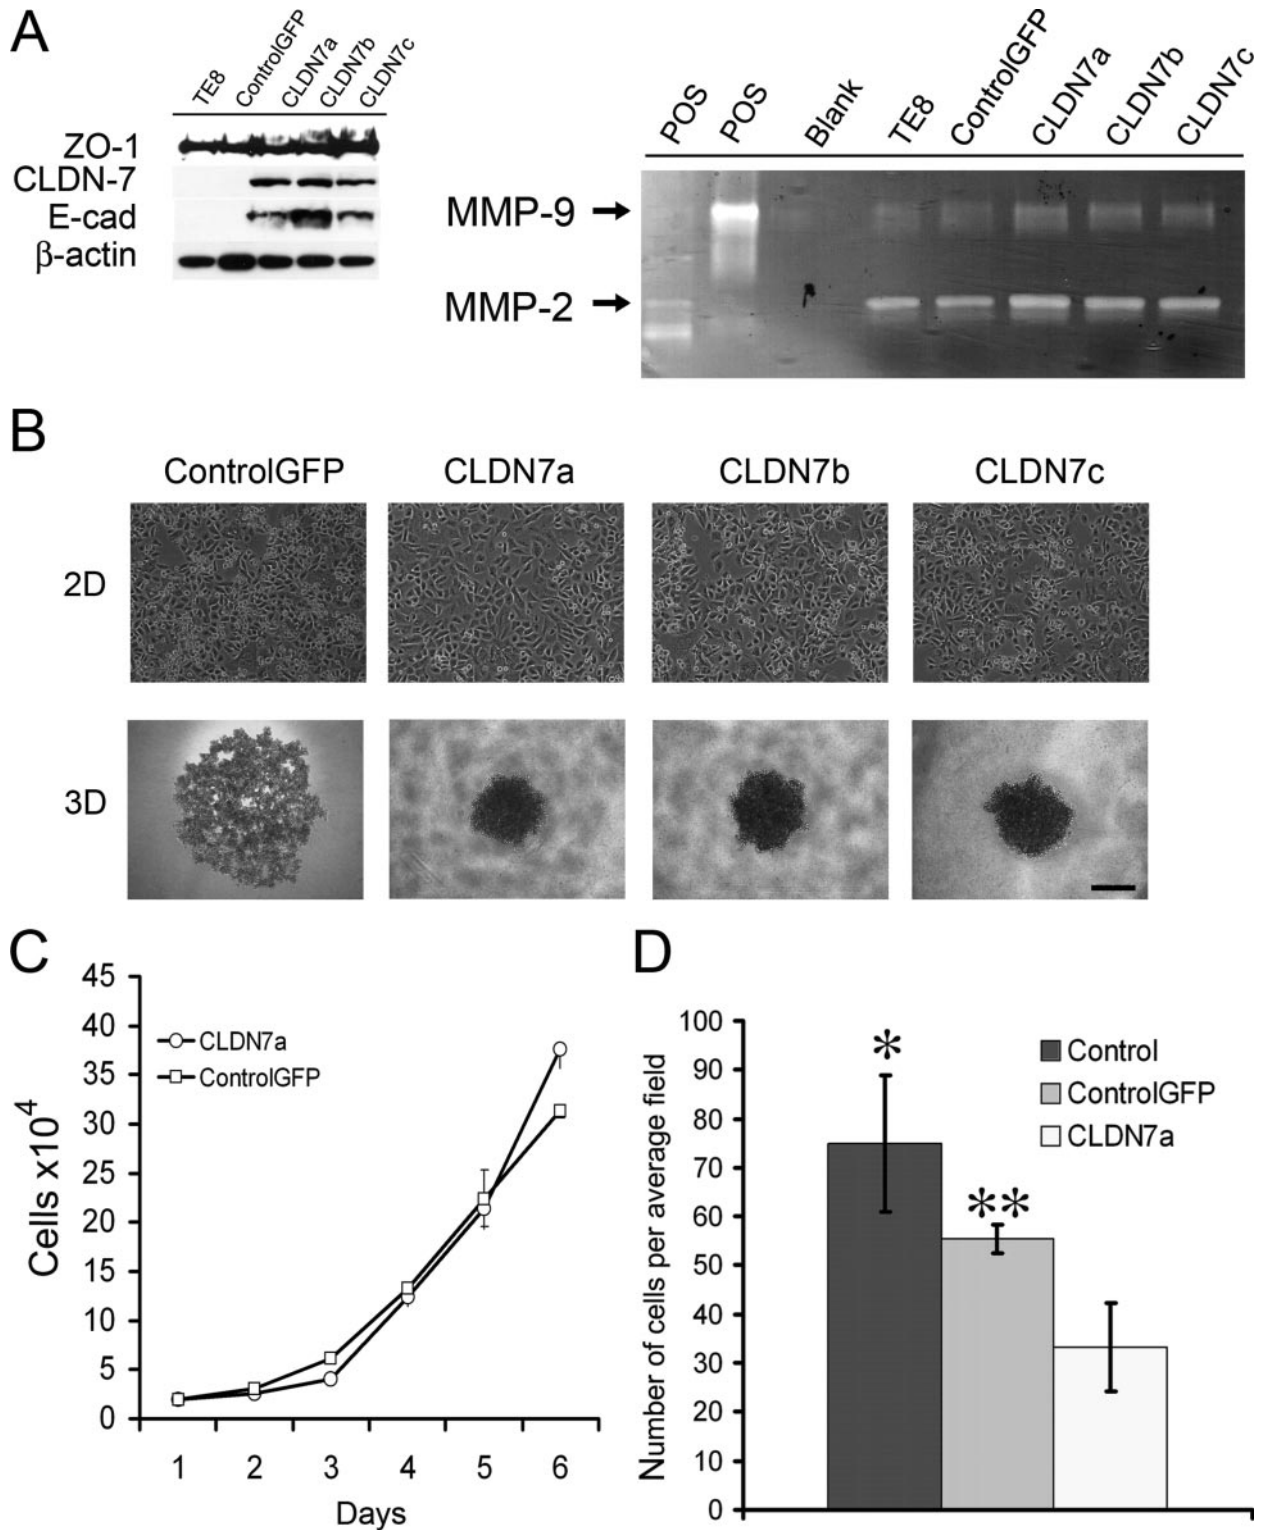 A
TE8
ControlGFP
CLDN7a
CLDN7b
CLDN7c
ZO-1
CLDN-7
E-cad
β-actin
POS
POS
Blank
TE8
ControlGFP
CLDN7a
CLDN7b
CLDN7c
MMP-9
MMP-2
B
ControlGFP
CLDN7a
CLDN7b
CLDN7c
2D
3D
C
45
40
35
30
25
20
15
10
5
0
Cells x10⁴
CLDN7a
ControlGFP
1 2 3 4 5 6
Days
D
100
90
80
70
60
50
40
30
20
10
0
Number of cells per average field
*
**
Control
ControlGFP
CLDN7a